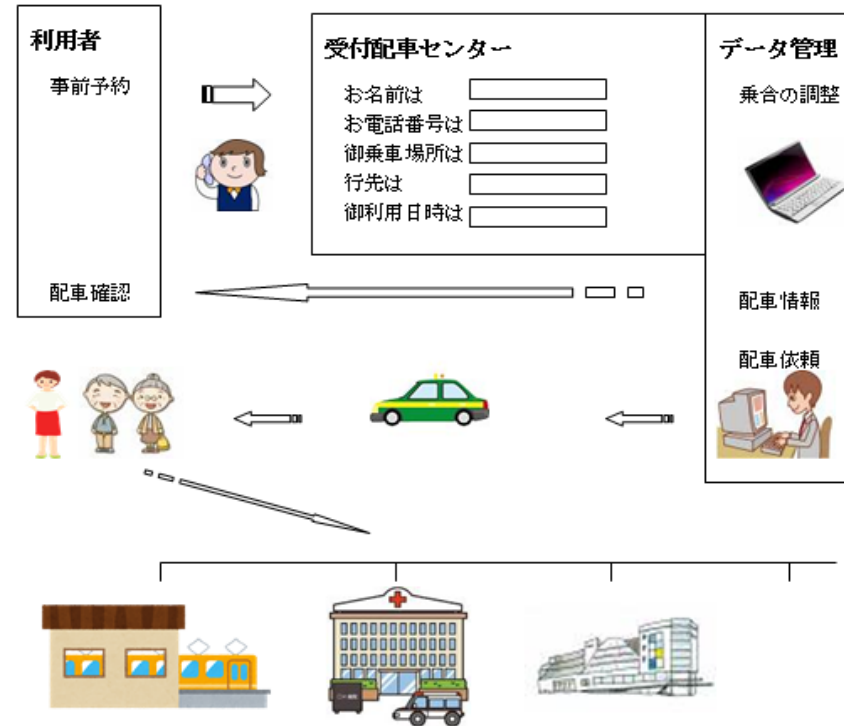 利用者
事前予約
配車確認
受付配車センター
お名前は
お電話番号は
御乗車場所は
行先は
御利用日時は
データ管理
乗合の調整
配車情報
配車依頼